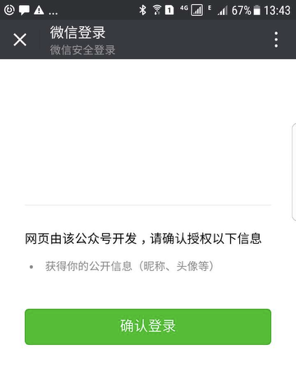 4G E 67% 13:43
微信登录
微信安全登录
网页由该公众号开发，请确认授权以下信息
• 获得你的公开信息（昵称、头像等）
确认登录